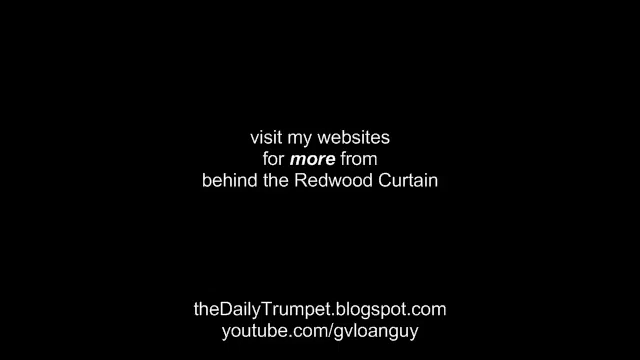 visit my websites
for more from
behind the Redwood Curtain
theDailyTrumpet.blogspot.com
youtube.com/gvloanguy